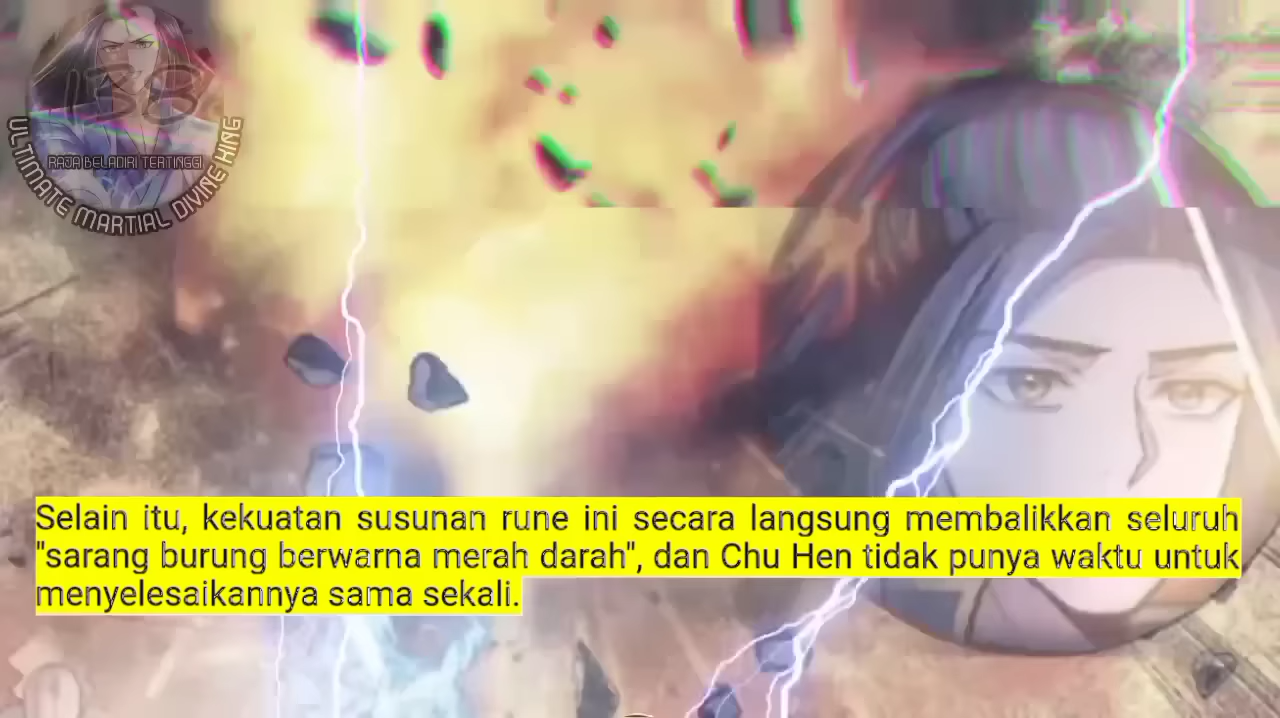 RAJA BELADIRI TERTINGGI
ULTIMATE MARTIAL DIVINE KING
Selain itu, kekuatan susunan rune ini secara langsung membalikkan seluruh
"sarang burung berwarna merah darah", dan Chu Hen tidak punya waktu untuk
menyelesaikannya sama sekali.